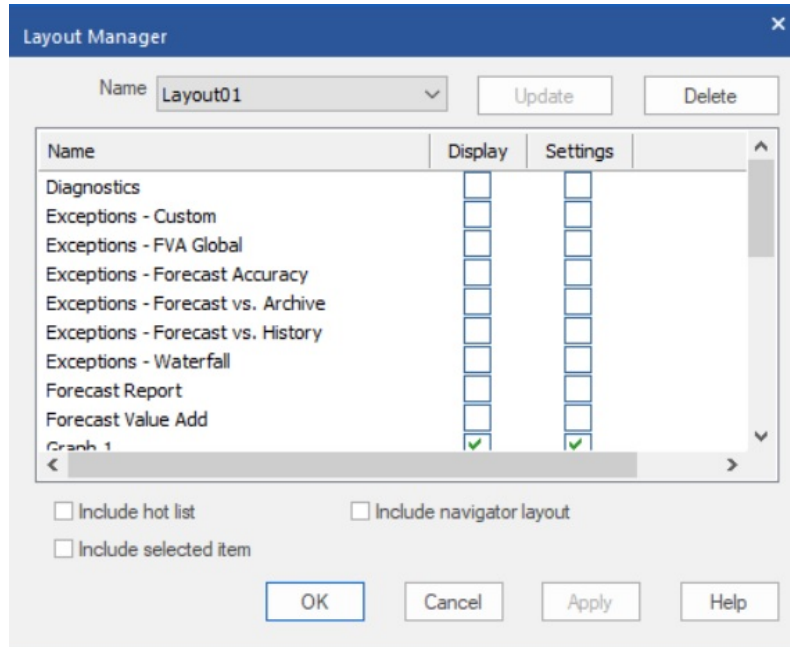 Layout Manager
Name Layout01 Update Delete
Name Display Settings
Diagnostics
Exceptions - Custom
Exceptions - FVA Global
Exceptions - Forecast Accuracy
Exceptions - Forecast vs. Archive
Exceptions - Forecast vs. History
Exceptions - Waterfall
Forecast Report
Forecast Value Add
Graph 1
Include hot list Include navigator layout
Include selected item
OK Cancel Apply Help